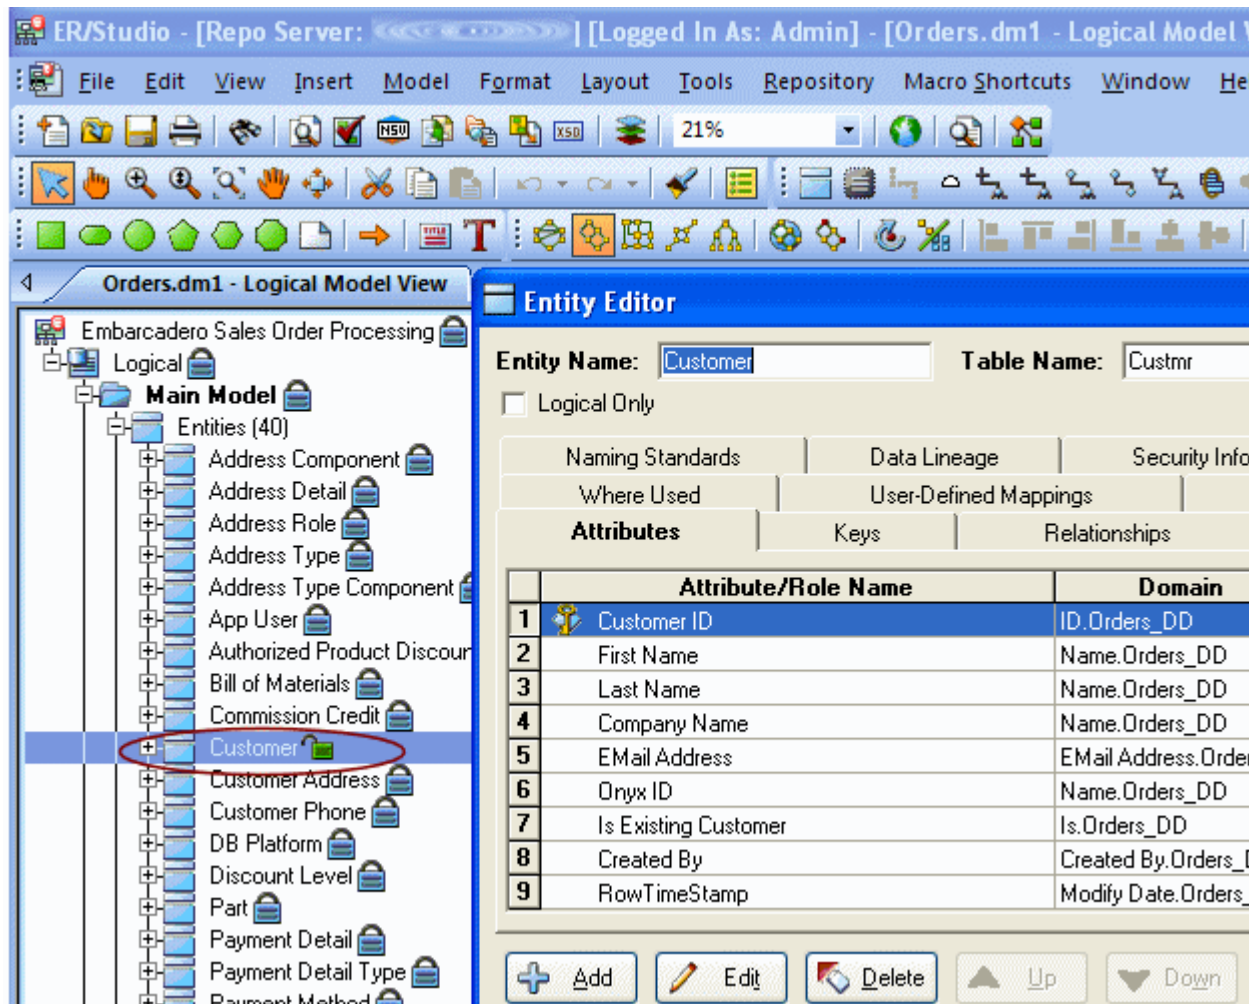 ER/Studio - [Repo Server: ] [Logged In As: Admin] - [Orders.dm1 - Logical Model V
File Edit View Insert Model Format Layout Tools Repository Macro Shortcuts Window He
NSU XSD 21%
TITLE T
Orders.dm1 - Logical Model View
Embarcadero Sales Order Processing
Logical
Main Model
Entities (40)
Address Component
Address Detail
Address Role
Address Type
Address Type Component
App User
Authorized Product Discour
Bill of Materials
Commission Credit
Customer
Customer Address
Customer Phone
DB Platform
Discount Level
Part
Payment Detail
Payment Detail Type
Payment Method
Entity Editor
Entity Name: Customer Table Name: Custmr
Logical Only
Naming Standards Data Lineage Security Info
Where Used User-Defined Mappings
Attributes Keys Relationships
Attribute/Role Name Domain
1 Customer ID ID.Orders_DD
2 First Name Name.Orders_DD
3 Last Name Name.Orders_DD
4 Company Name Name.Orders_DD
5 EMail Address EMail Address.Order
6 Onyx ID Name.Orders_DD
7 Is Existing Customer Is.Orders_DD
8 Created By Created By.Orders_D
9 RowTimeStamp Modify Date.Orders_
Add Edit Delete Up Down